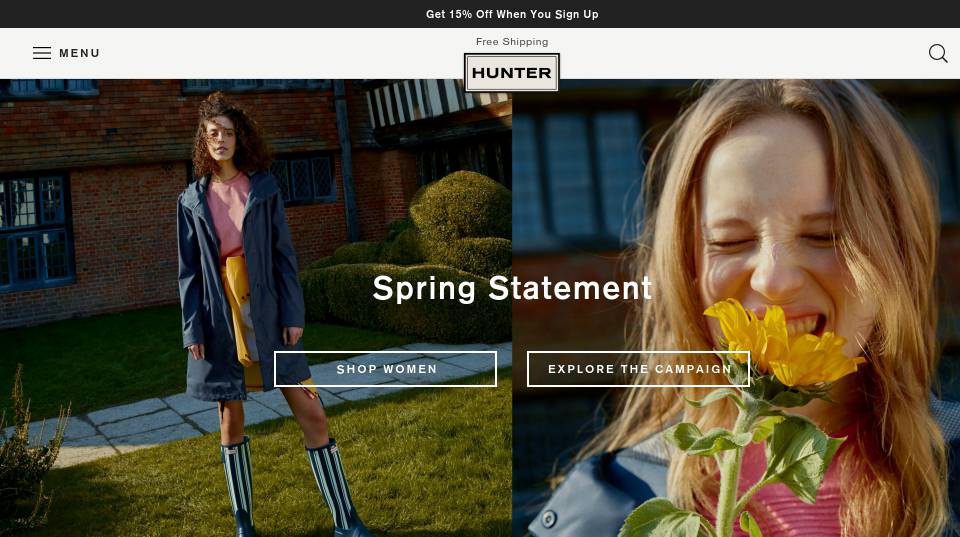 Get 15% Off When You Sign Up
MENU
Free Shipping
HUNTER
Spring Statement
SHOP WOMEN
EXPLORE THE CAMPAIGN